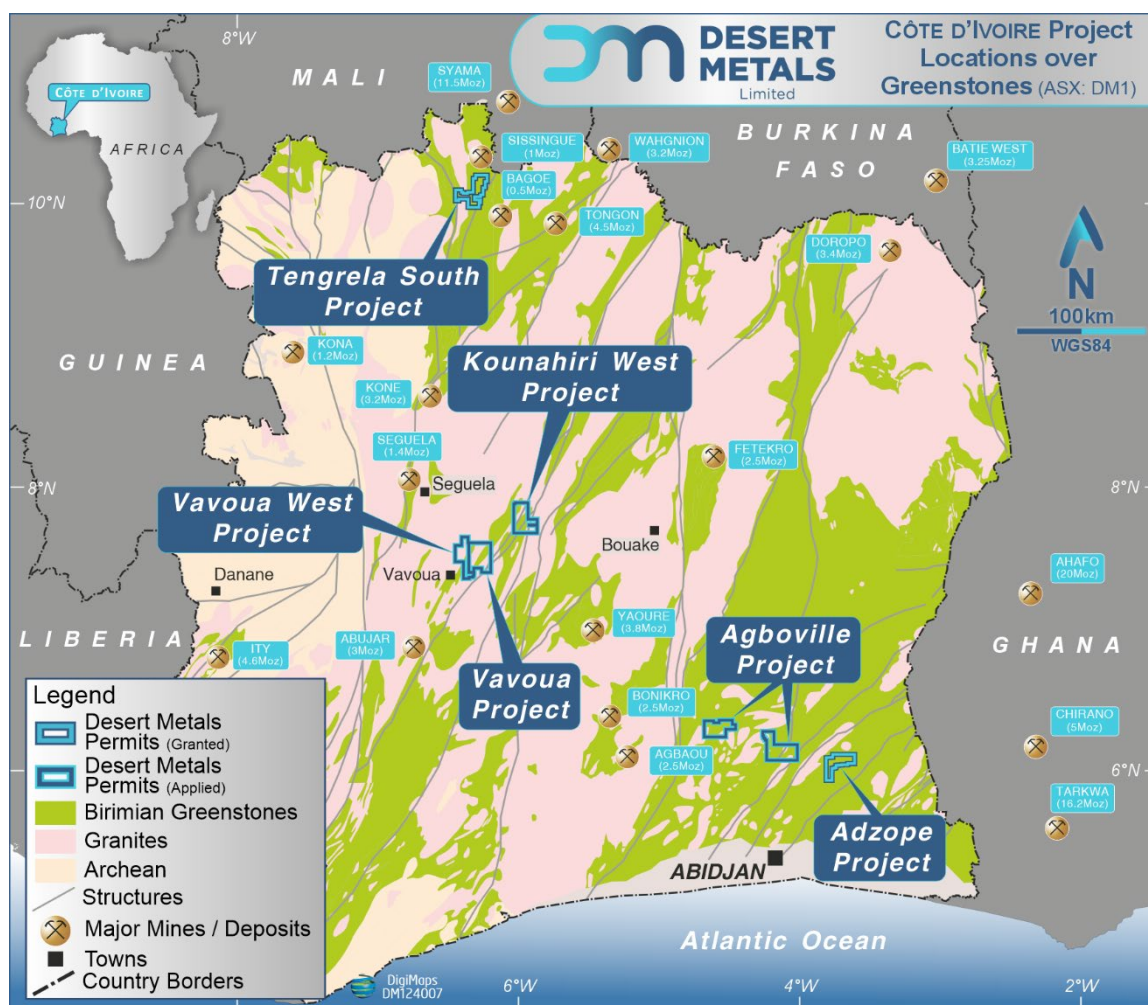 DESERT
METALS
Limited
CÔTE D'IVOIRE Project
Locations over
Greenstones (ASX: DM1)
8°W
MALI
SYAMA
(11.5Moz)
CÔTE D'IVOIRE
AFRICA
BURKINA
FASO
SISSINGUE
(1Moz)
WAHGNION
(3.2Moz)
BATIE WEST
(3.25Moz)
BAGOE
(0.5Moz)
10°N
10°N
TONGON
(4.5Moz)
DOROPO
(3.4Moz)
Tengrela South
Project
N
100km
WGS84
GUINEA
KONA
(1.2Moz)
Kounahiri West
Project
KONE
(3.2Moz)
SEGUELA
(1.4Moz)
FETEKRO
(2.5Moz)
Seguela
8°N
8°N
Vavoua West
Project
Bouake
Vavoua
Danane
AHAFO
(20Moz)
LIBERIA
ITY
(4.6Moz)
ABUJAR
(3Moz)
YAOURE
(3.8Moz)
Agboville
Project
GHANA
Vavoua
Project
BONIKRO
(2.5Moz)
AGBAOU
(2.5Moz)
CHIRANO
(5Moz)
6°N
TARKWA
(16.2Moz)
Adzope
Project
ABIDJAN
Atlantic Ocean
Legend
Desert Metals
Permits (Granted)
Desert Metals
Permits (Applied)
Birimian Greenstones
Granites
Archean
Structures
Major Mines / Deposits
Towns
Country Borders
DigiMaps
DM124007
6°W
4°W
2°W